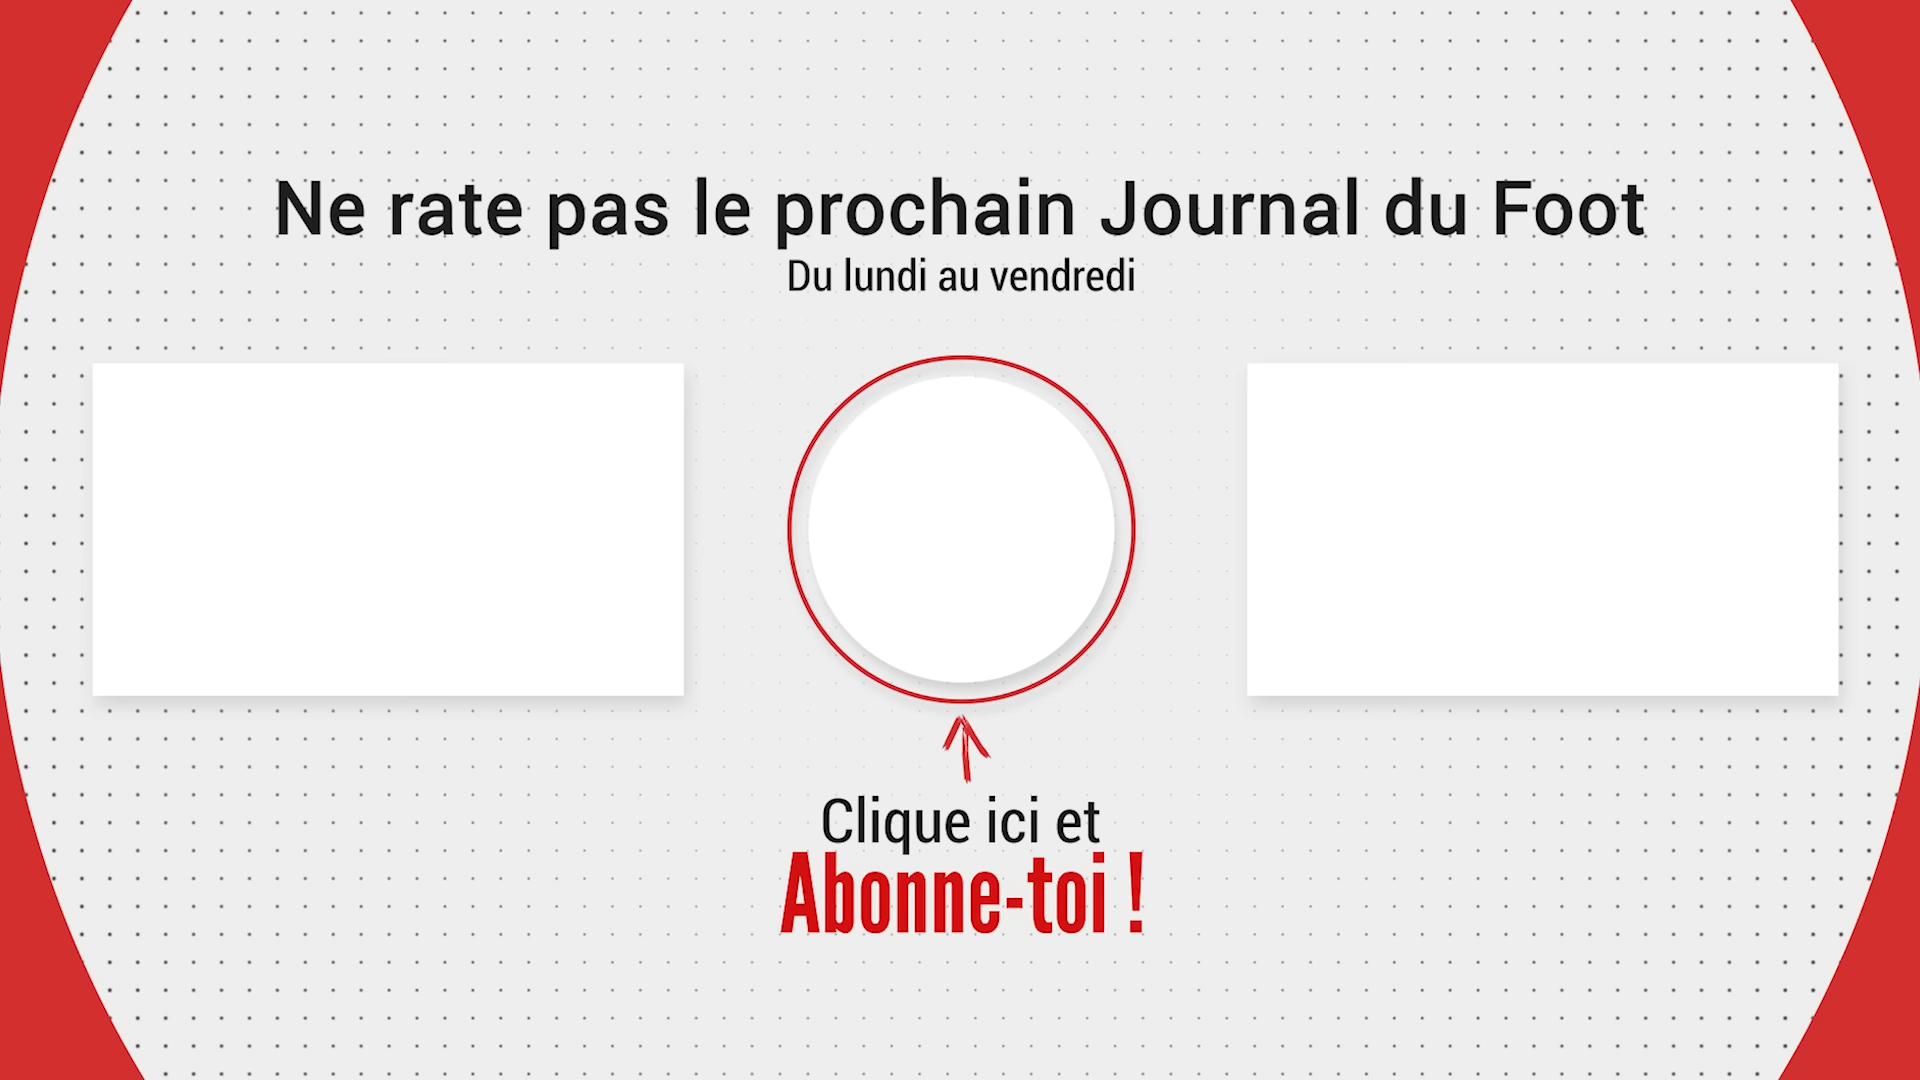 Ne rate pas le prochain Journal du Foot
Du lundi au vendredi
Clique ici et
Abonne-toi !